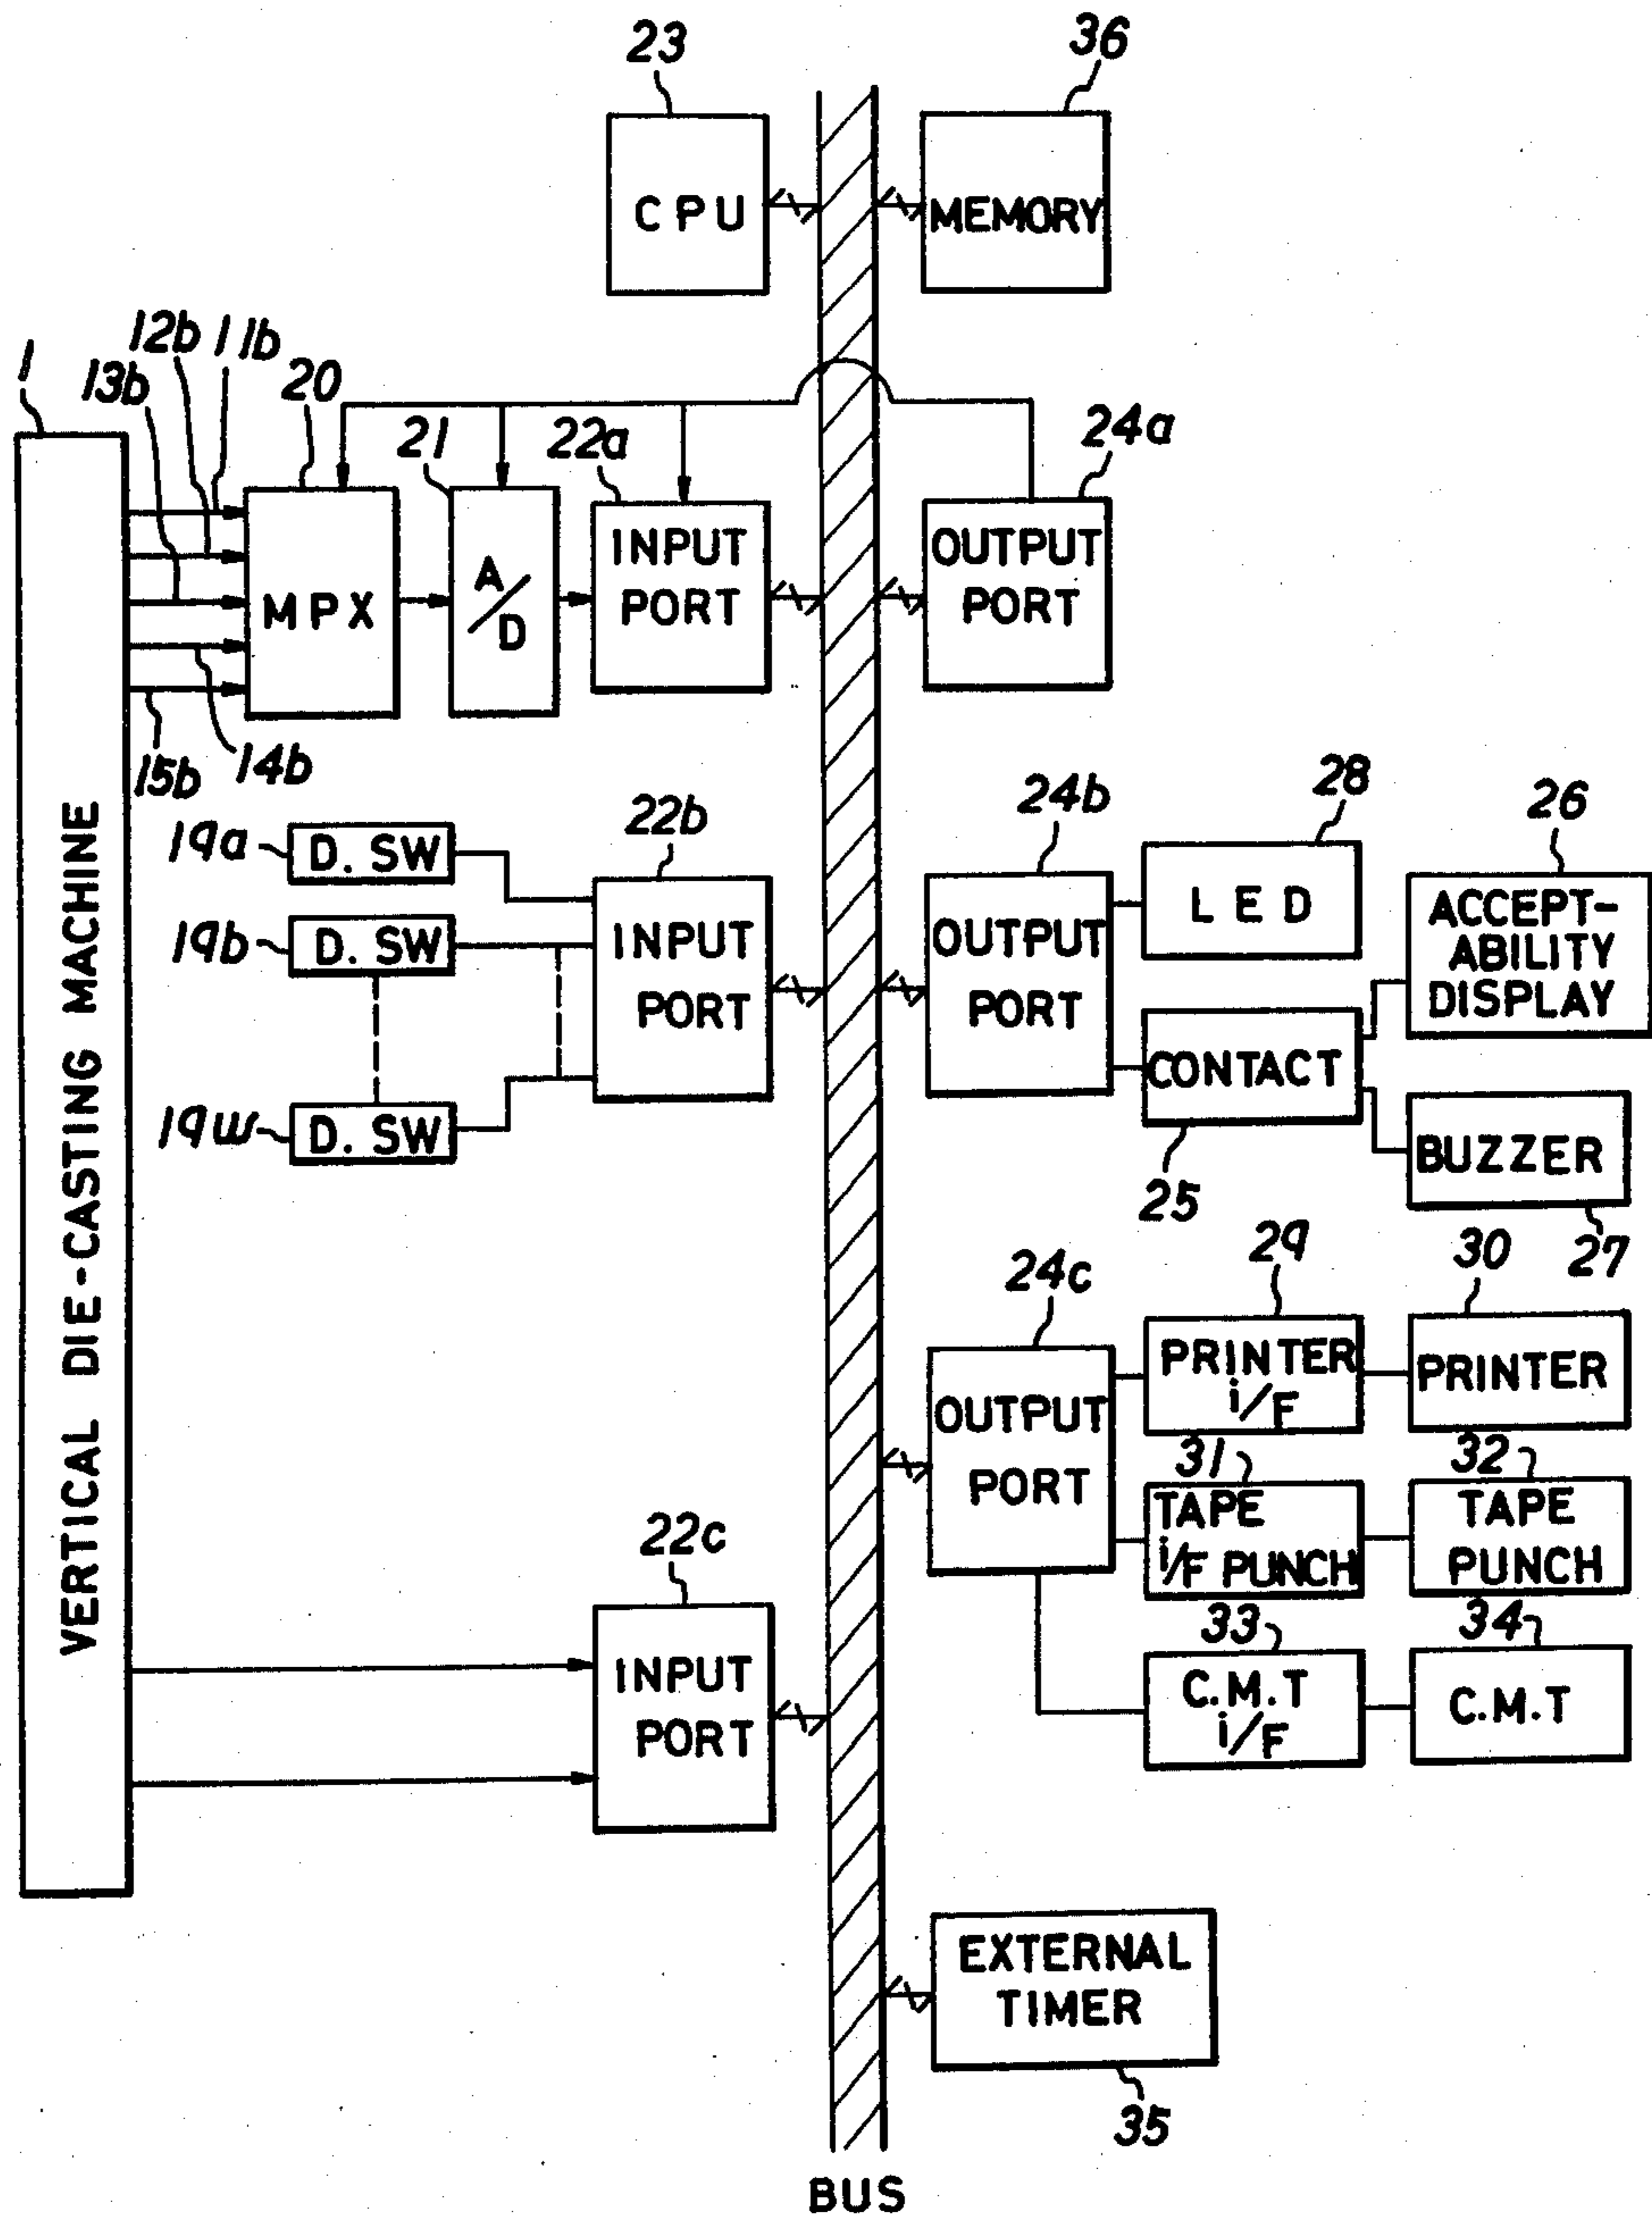 23
36
CPU
MEMORY
1
12b
11b
13b
20
21
22a
24a
MPX
A/D
INPUT
PORT
OUTPUT
PORT
15b
14b
VERTICAL DIE-CASTING MACHINE
19a
D. SW
19b
D. SW
19w
D. SW
22b
INPUT
PORT
24b
OUTPUT
PORT
28
LED
26
ACCEPT-
ABILITY
DISPLAY
CONTACT
25
BUZZER
27
24c
OUTPUT
PORT
29
PRINTER
i/F
30
PRINTER
31
TAPE
i/F PUNCH
32
TAPE
PUNCH
33
C.M.T
i/F
34
C.M.T
22c
INPUT
PORT
EXTERNAL
TIMER
35
BUS